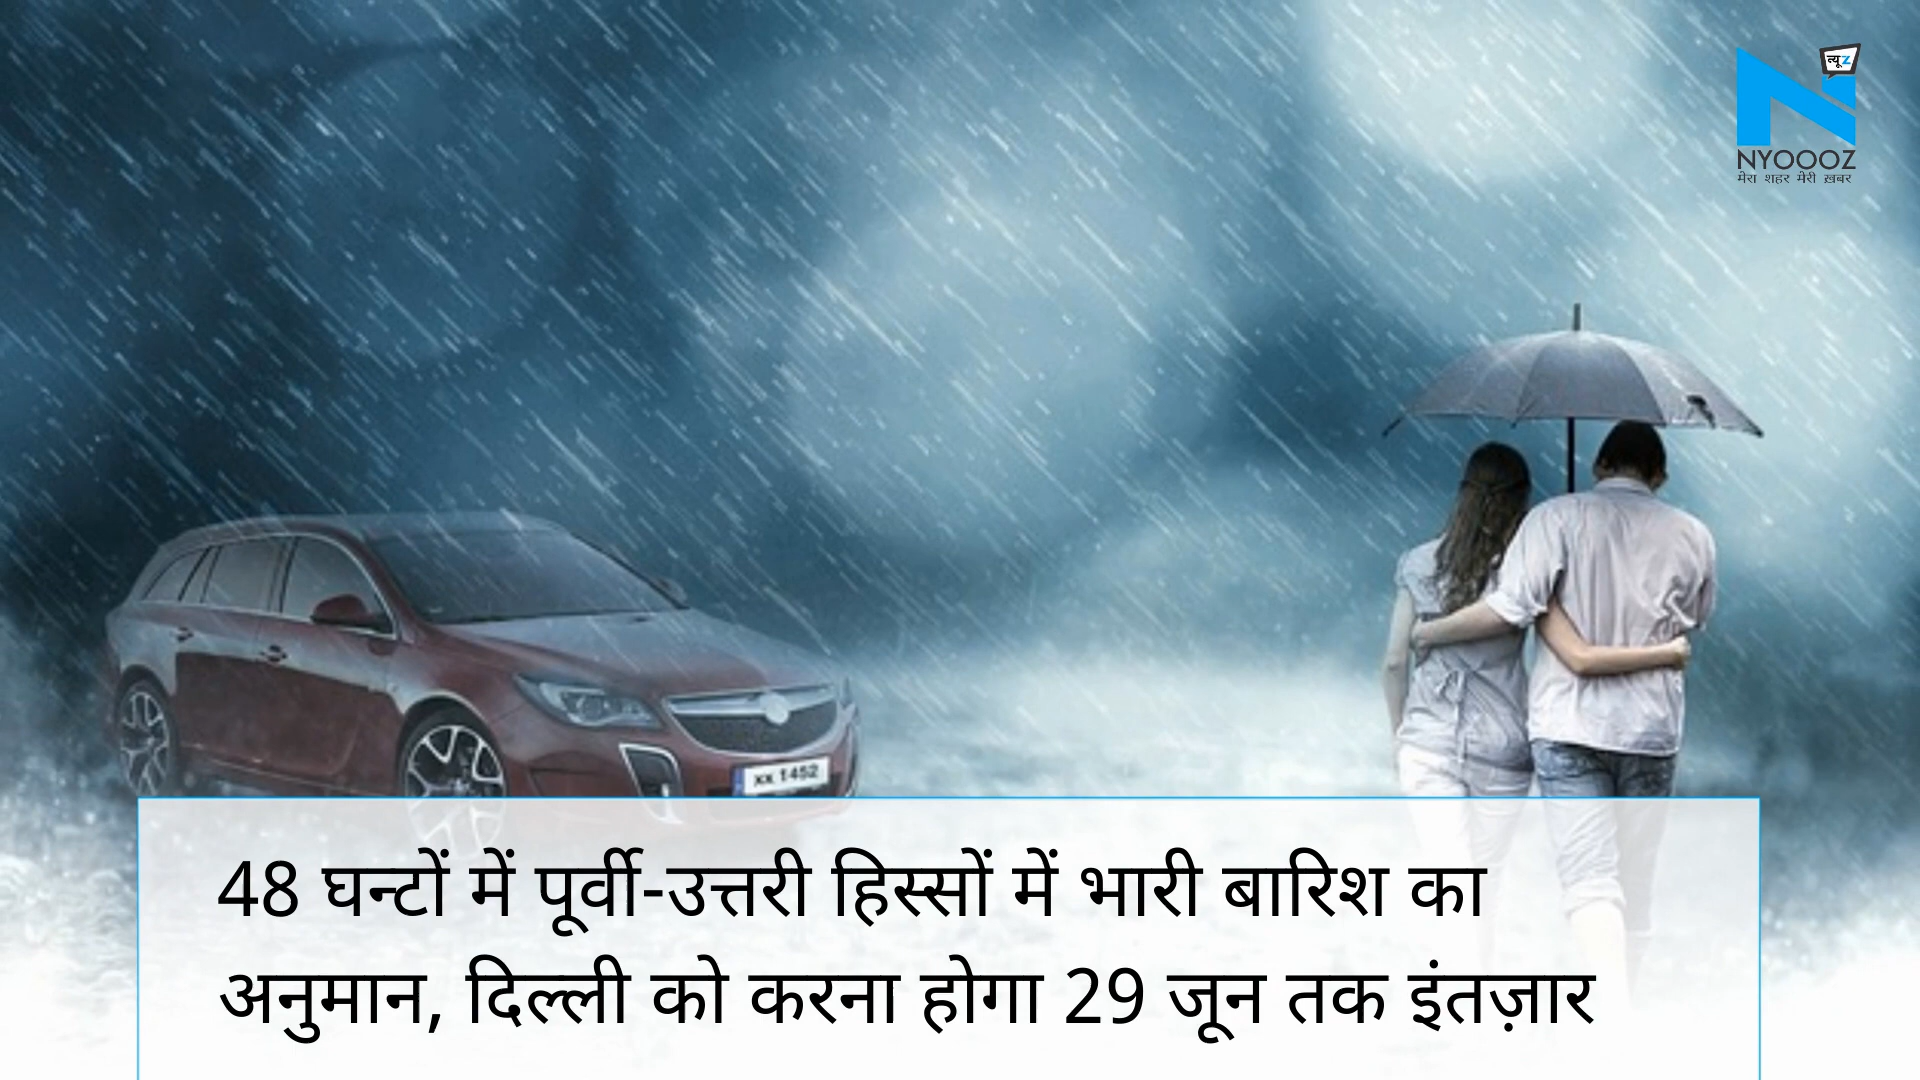 न्यूz
NYOOOZ
मेरा शहर मेरी ख़बर
xx 1452
48 घन्टों में पूर्वी-उत्तरी हिस्सों में भारी बारिश का
अनुमान, दिल्ली को करना होगा 29 जून तक इंतज़ार